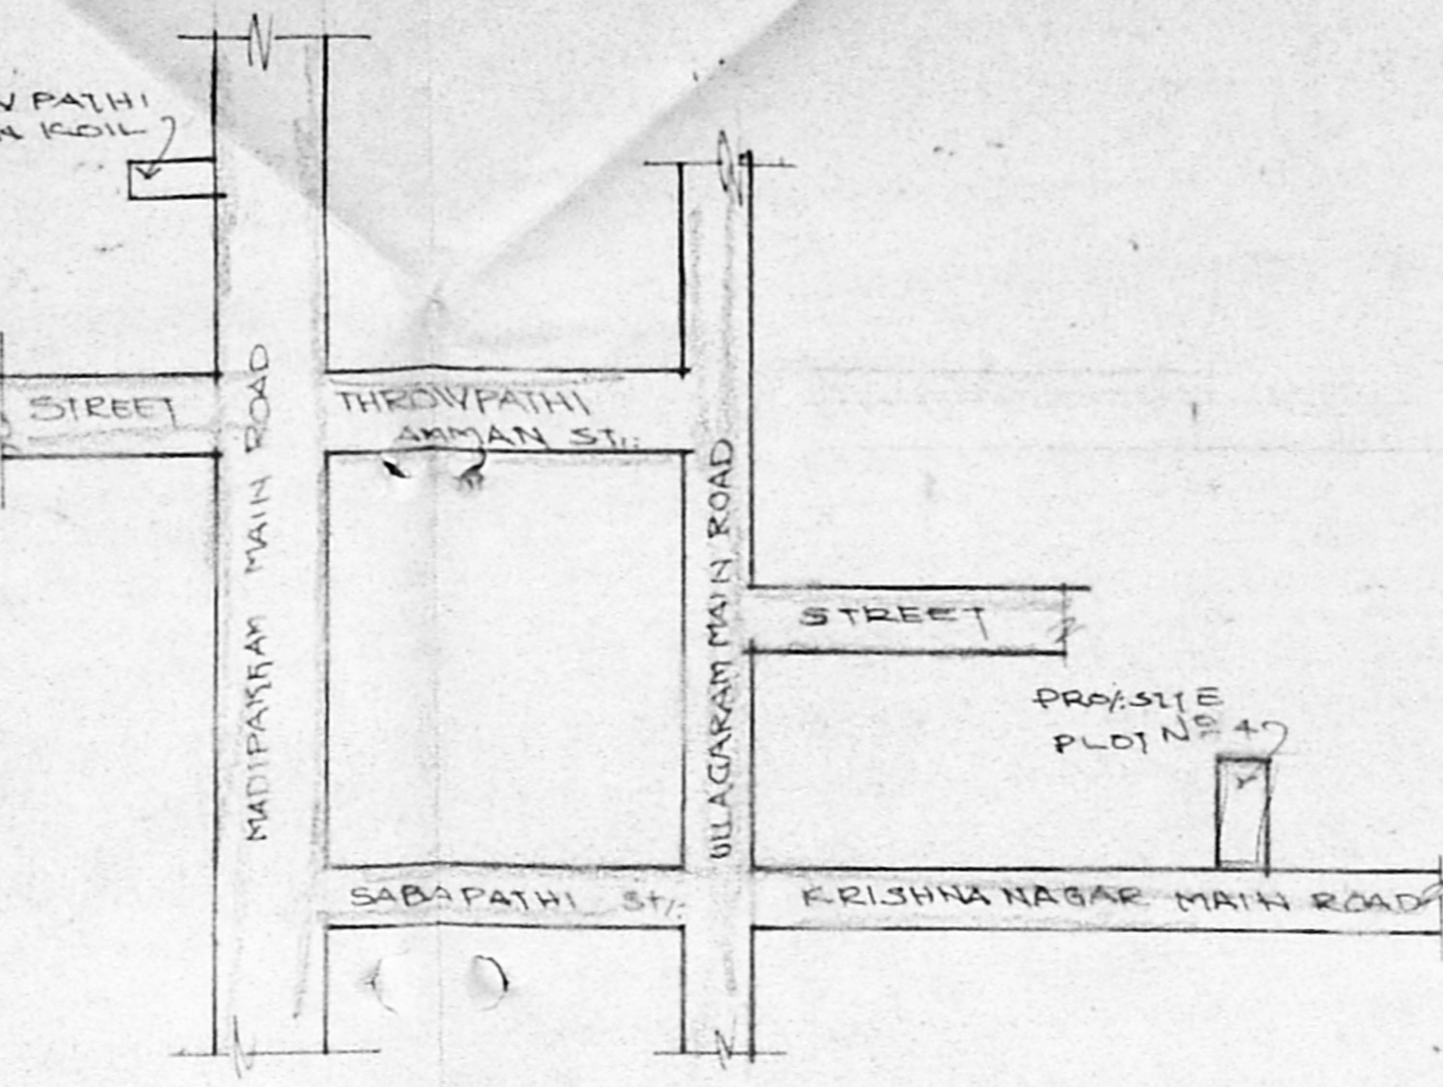 PATHI
KOIL
STREET
MADIPAKKAM MAIN ROAD
THROWPATHI
AMMAN St;.
ULLAGARAM MAIN ROAD
STREET
PRO/:SITE
PLOT Nº 4
SABAPATHI St;.
KRISHNA NAGAR MAIN ROAD